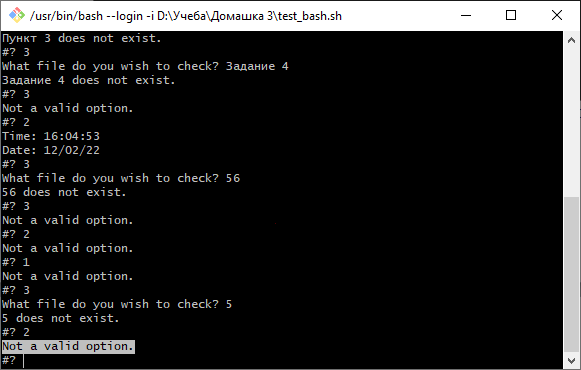 /usr/bin/bash --login -i D:\Учеба\Домашка 3\test_bash.sh
Пункт 3 does not exist.
#? 3
What file do you wish to check? Задание 4
Задание 4 does not exist.
#? 3
Not a valid option.
#? 2
Time: 16:04:53
Date: 12/02/22
#? 3
What file do you wish to check? 56
56 does not exist.
#? 3
Not a valid option.
#? 2
Not a valid option.
#? 1
Not a valid option.
#? 3
What file do you wish to check? 5
5 does not exist.
#? 2
Not a valid option.
#?